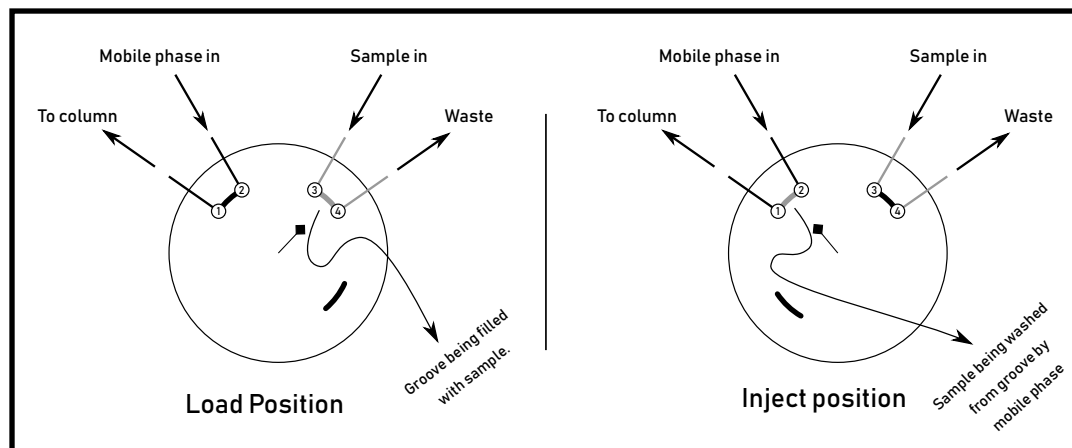 Mobile phase in
Sample in
To column
Waste
1
2
3
4
Groove being filled
with sample.
Load Position
Mobile phase in
Sample in
To column
Waste
1
2
3
4
Sample being washed
from groove by
mobile phase
Inject position